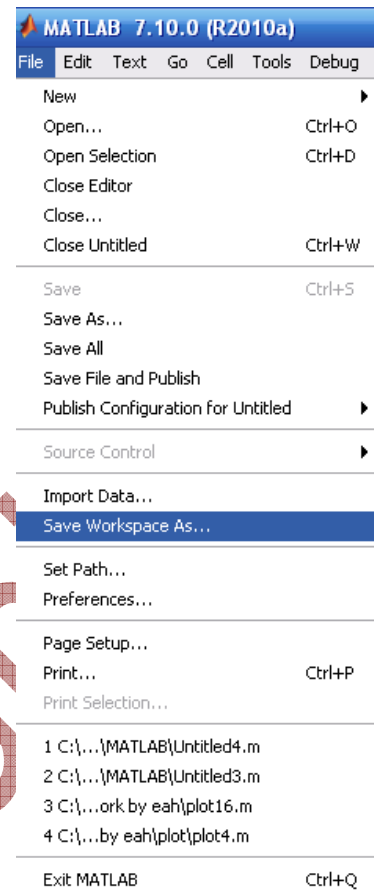 MATLAB 7.10.0 (R2010a)
File Edit Text Go Cell Tools Debug
New
Open... Ctrl+O
Open Selection Ctrl+D
Close Editor
Close...
Close Untitled Ctrl+W
Save Ctrl+S
Save As...
Save All
Save File and Publish
Publish Configuration for Untitled
Source Control
Import Data...
Save Workspace As...
Set Path...
Preferences...
Page Setup...
Print... Ctrl+P
Print Selection...
1 C:\...\MATLAB\Untitled4.m
2 C:\...\MATLAB\Untitled3.m
3 C:\...ork by eah\plot16.m
4 C:\...by eah\plot\plot4.m
Exit MATLAB Ctrl+Q